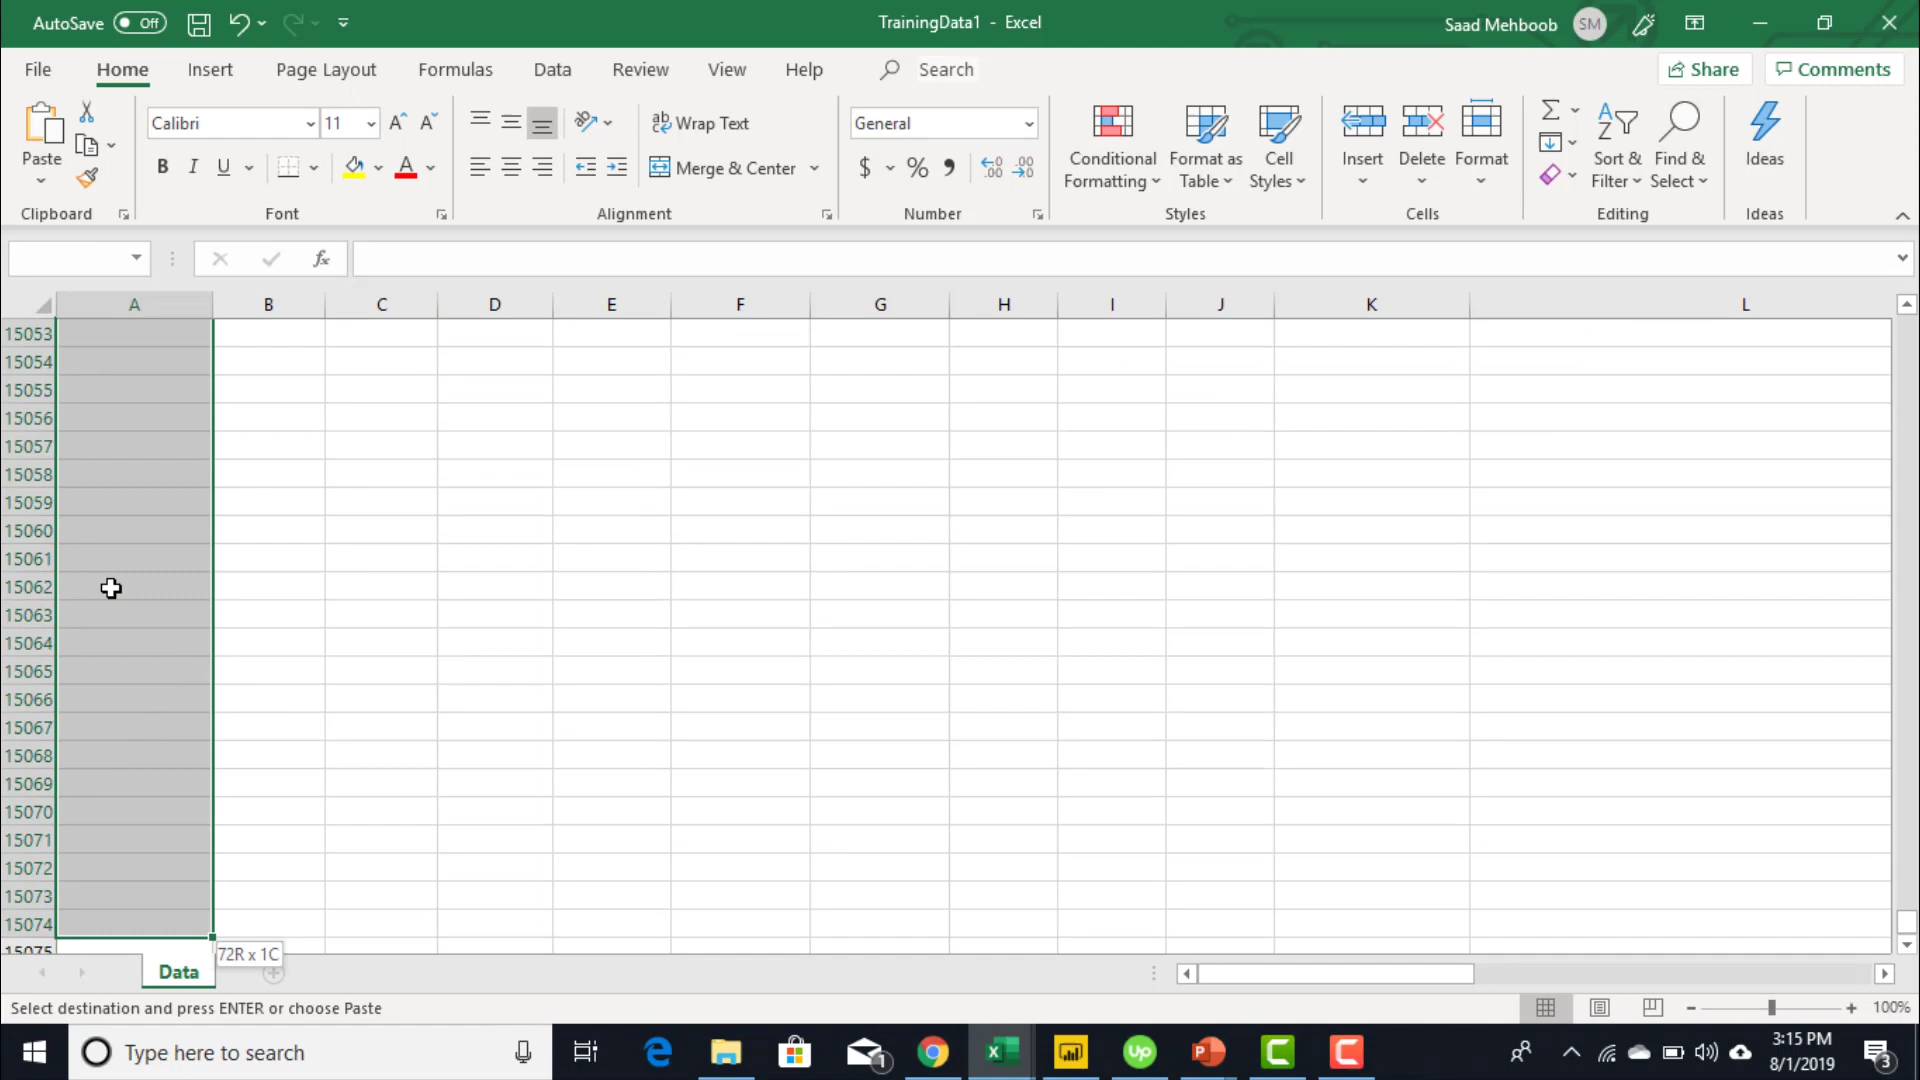 AutoSave Off TrainingData1 - Excel Saad Mehboob SM
File Home Insert Page Layout Formulas Data Review View Help Search Share Comments
Calibri 11 Wrap Text General
Paste B I U A Merge & Center $ % Conditional Formatting Format as Table Cell Styles Insert Delete Format Sort & Filter Find & Select Ideas
Clipboard Font Alignment Number Styles Cells Editing Ideas
fx
A B C D E F G H I J K L
15053
15054
15055
15056
15057
15058
15059
15060
15061
15062
15063
15064
15065
15066
15067
15068
15069
15070
15071
15072
15073
15074
15075
72R x 1C
Data
Select destination and press ENTER or choose Paste 100%
Type here to search 1 up 3:15 PM
8/1/2019 3